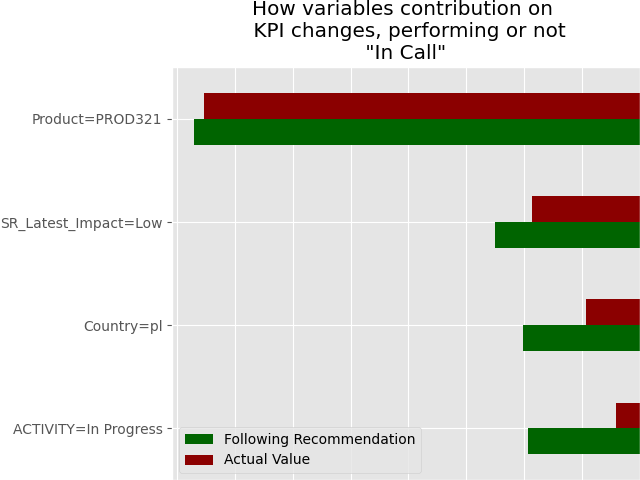 How variables contribution on
KPI changes, performing or not
"In Call"
Product=PROD321
SR_Latest_Impact=Low
Country=pl
ACTIVITY=In Progress
Following Recommendation
Actual Value